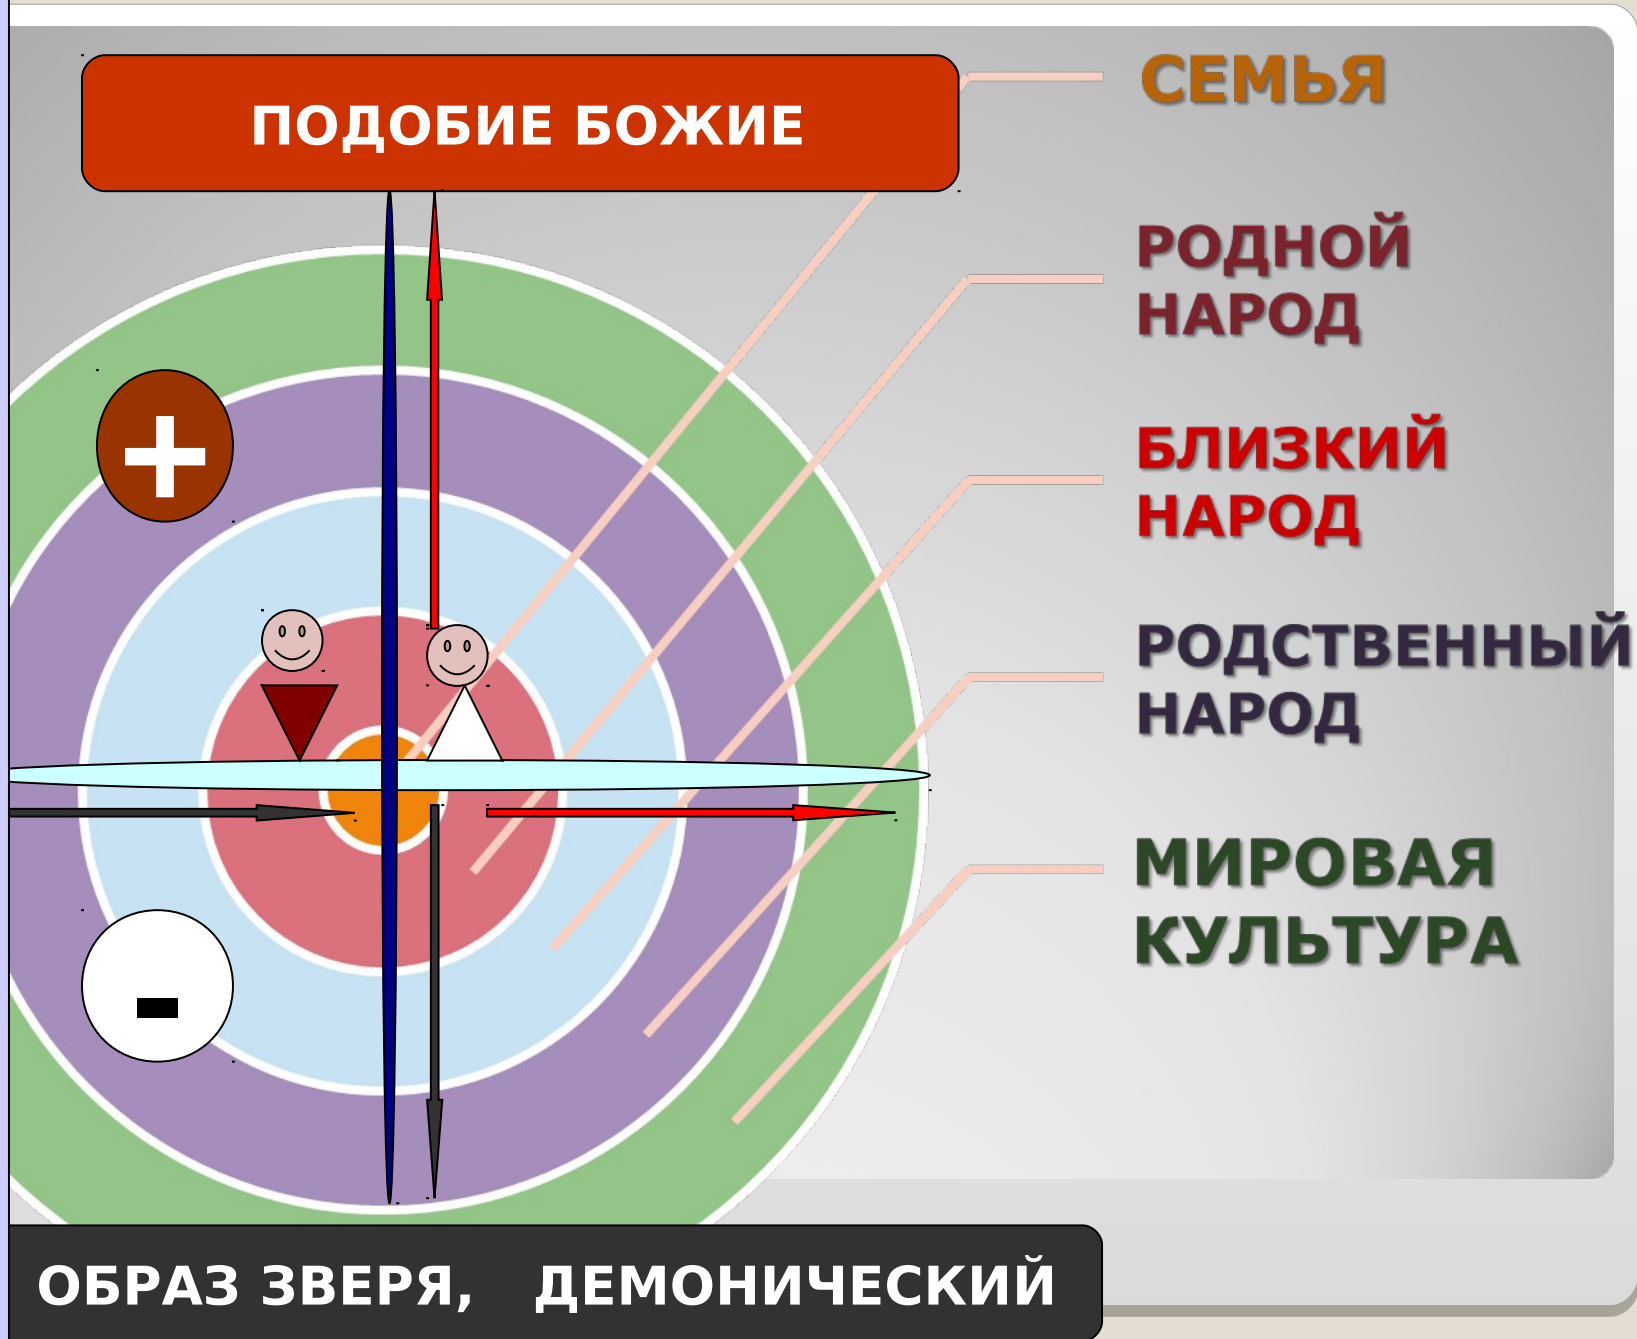 ПОДОБИЕ БОЖИЕ
СЕМЬЯ
РОДНОЙ
НАРОД
+
БЛИЗКИЙ
НАРОД
РОДСТВЕННЫЙ
НАРОД
МИРОВАЯ
КУЛЬТУРА
-
ОБРАЗ ЗВЕРЯ, ДЕМОНИЧЕСКИЙ